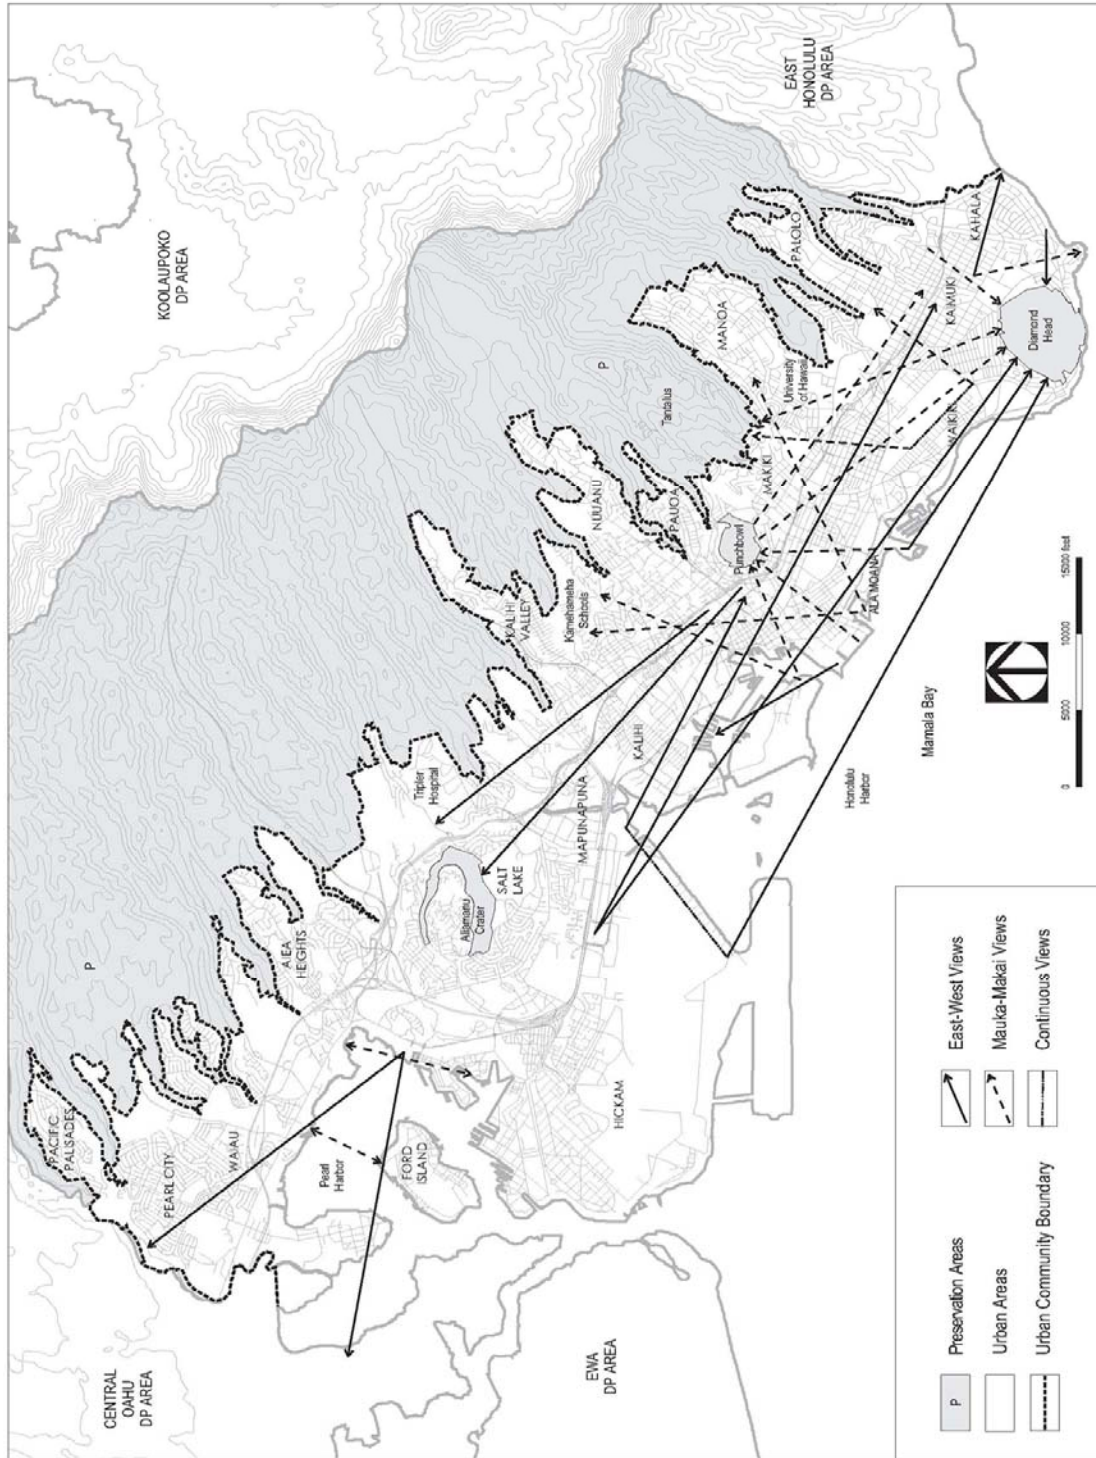 CENTRAL
OAHU
DP AREA
KOOLAUPOKO
DP AREA
EAST
HONOLULU
DP AREA
EWA
DP AREA
P
P
PACIFIC
PALISADES
PEARL CITY
WAIAU
Pearl
Harbor
FORD
ISLAND
AIEA
HEIGHTS
HICKAM
Aliamanu
Crater
SALT
LAKE
Tripler
Hospital
MAPUNAPUNA
KALIHI
KALIHI
VALLEY
Kamehameha
Schools
NUUANU
PAUOA
Punchbowl
MAKIKI
Tantalus
MANOA
University
of Hawaii
PALOLO
KAIMUKI
KAHALA
WAIKIKI
Diamond
Head
ALA MOANA
Honolulu
Harbor
Mamala Bay
0
5000
10000
15000 feet
P
Preservation Areas
Urban Areas
Urban Community Boundary
East-West Views
Mauka-Makai Views
Continuous Views